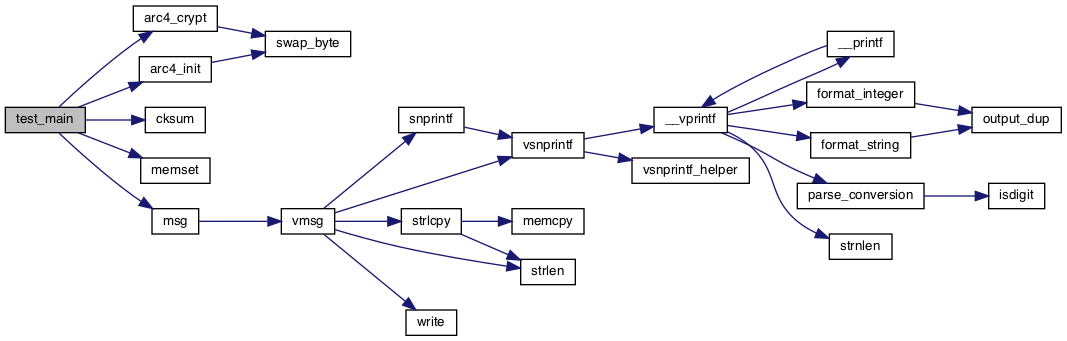 arc4_crypt
swap_byte
__printf
arc4_init
format_integer
test_main
cksum
snprintf
__vprintf
output_dup
vsnprintf
format_string
memset
vsnprintf_helper
parse_conversion
isdigit
msg
vmsg
strlcpy
memcpy
strnlen
strlen
write